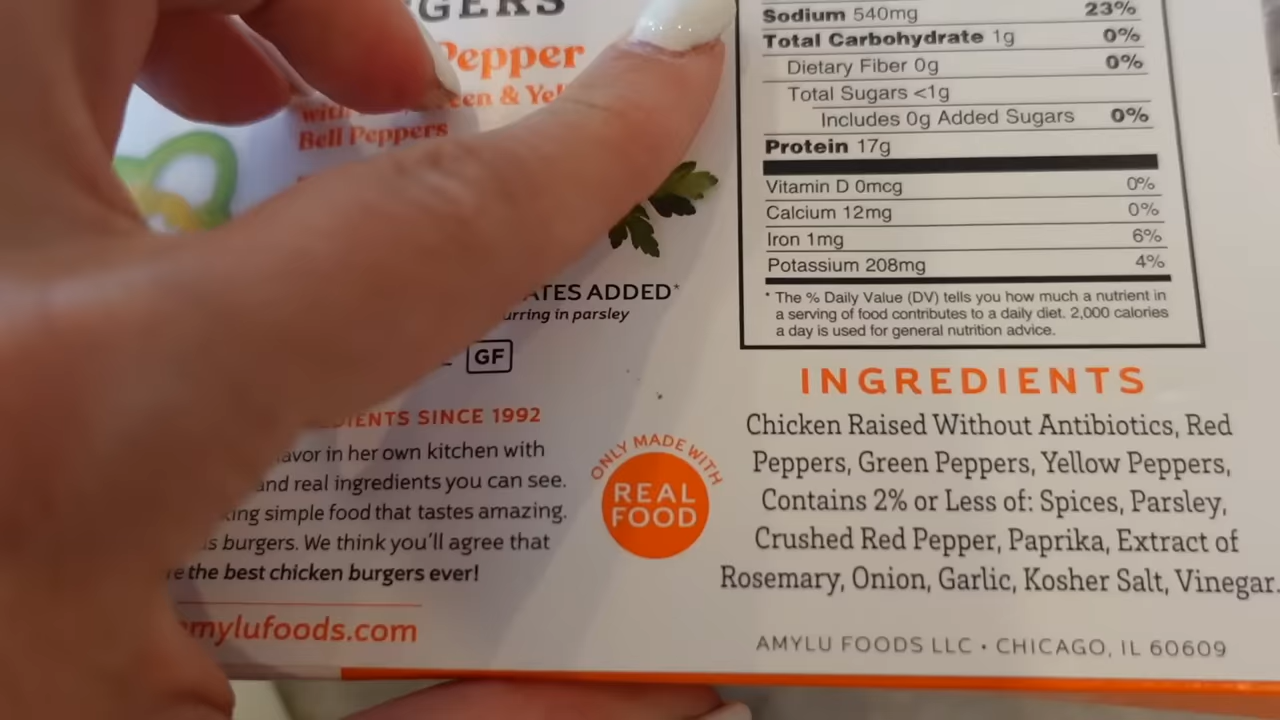 GERS
Pepper
with
een & Yel
Bell Peppers
ATES ADDED*
urring in parsley
GF
DIENTS SINCE 1992
avor in her own kitchen with
and real ingredients you can see.
king simple food that tastes amazing.
s burgers. We think you'll agree that
e the best chicken burgers ever!
mylufoods.com
ONLY MADE WITH
REAL
FOOD
Sodium 540mg 23%
Total Carbohydrate 1g 0%
Dietary Fiber 0g 0%
Total Sugars <1g
Includes 0g Added Sugars 0%
Protein 17g
Vitamin D 0mcg 0%
Calcium 12mg 0%
Iron 1mg 6%
Potassium 208mg 4%
* The % Daily Value (DV) tells you how much a nutrient in
a serving of food contributes to a daily diet. 2,000 calories
a day is used for general nutrition advice.
INGREDIENTS
Chicken Raised Without Antibiotics, Red
Peppers, Green Peppers, Yellow Peppers,
Contains 2% or Less of: Spices, Parsley,
Crushed Red Pepper, Paprika, Extract of
Rosemary, Onion, Garlic, Kosher Salt, Vinegar.
AMYLU FOODS LLC • CHICAGO, IL 60609